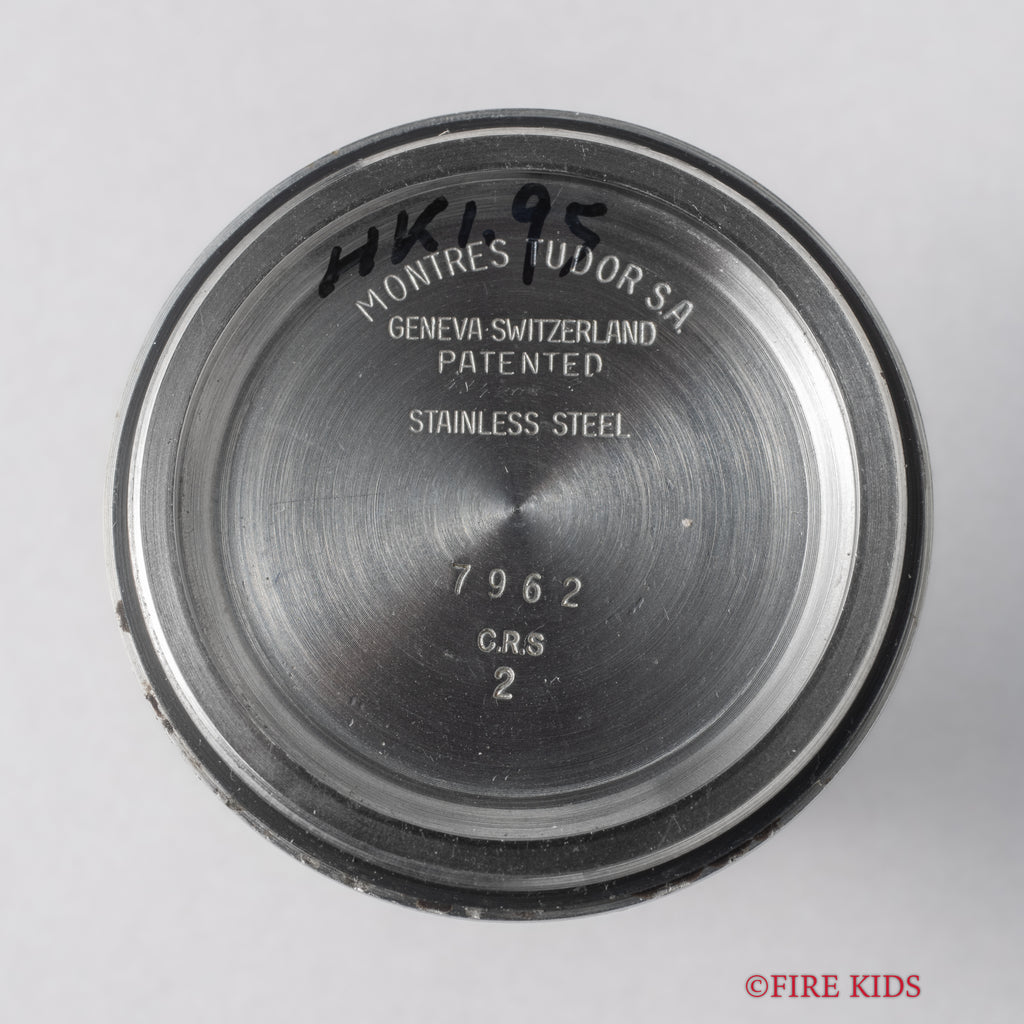 HK1.95
MONTRES TUDOR S.A.
GENEVA·SWITZERLAND
PATENTED
STAINLESS STEEL
7962
C.R.S
2
©FIRE KIDS